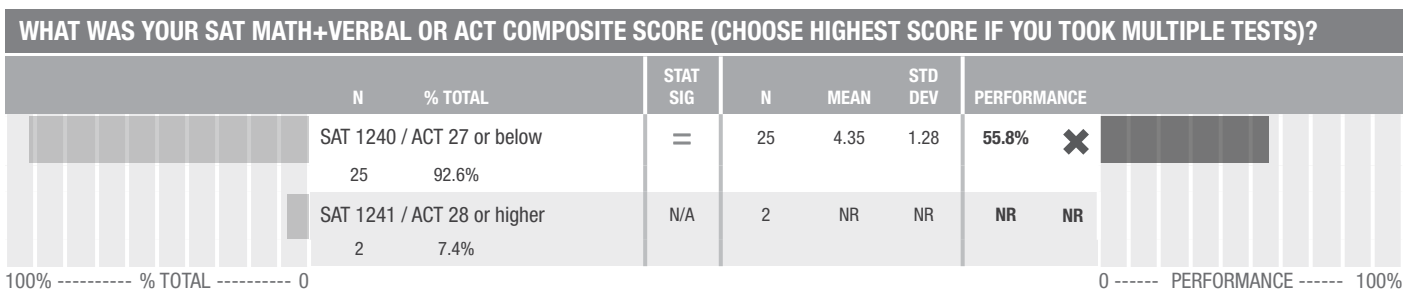 WHAT WAS YOUR SAT MATH+VERBAL OR ACT COMPOSITE SCORE (CHOOSE HIGHEST SCORE IF YOU TOOK MULTIPLE TESTS)?
N % TOTAL STAT SIG N MEAN STD DEV PERFORMANCE
SAT 1240 / ACT 27 or below = 25 4.35 1.28 55.8% ✖
25 92.6%
SAT 1241 / ACT 28 or higher N/A 2 NR NR NR NR
2 7.4%
100% ---------- % TOTAL ---------- 0 0 ------ PERFORMANCE ------ 100%